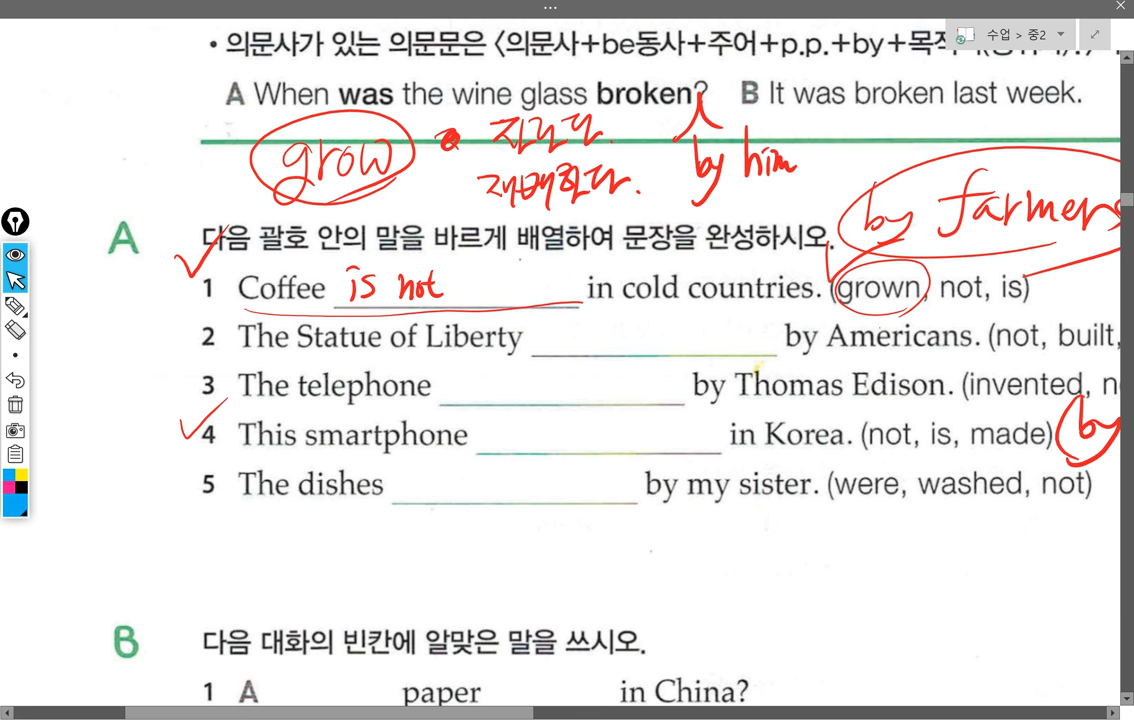 수업 > 중2
• 의문사가 있는 의문문은 〈의문사+be동사+주어+p.p.+by+목적
A When was the wine glass broken? B It was broken last week.
grow 자라다
재배한다.
by him
by farmers
A 다음 괄호 안의 말을 바르게 배열하여 문장을 완성하시오.
1 Coffee is not in cold countries. (grown, not, is)
2 The Statue of Liberty by Americans. (not, built,
3 The telephone by Thomas Edison. (invented, n
4 This smartphone in Korea. (not, is, made) by
5 The dishes by my sister. (were, washed, not)
B 다음 대화의 빈칸에 알맞은 말을 쓰시오.
1 A paper in China?